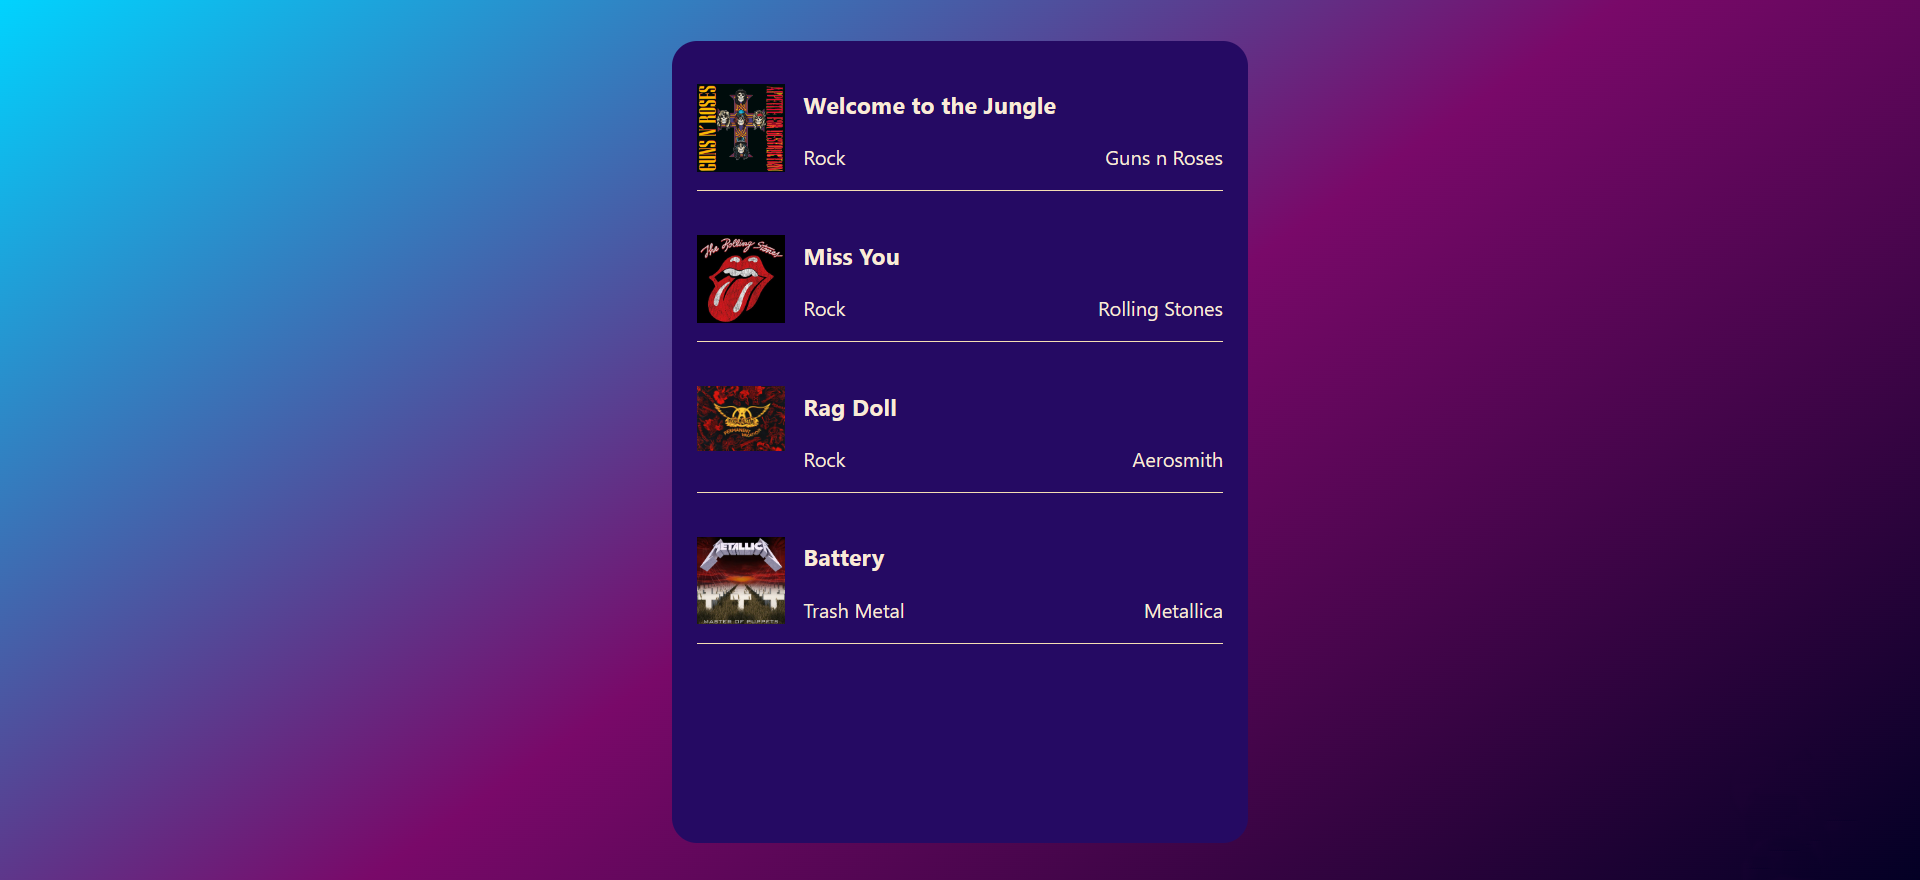 GUNS N' ROSES
APPETITE FOR DESTRUCTION
Welcome to the Jungle
Rock
Guns n Roses
The Rolling Stones
Miss You
Rock
Rolling Stones
Rag Doll
Rock
Aerosmith
METALLICA
MASTER OF PUPPETS
Battery
Trash Metal
Metallica